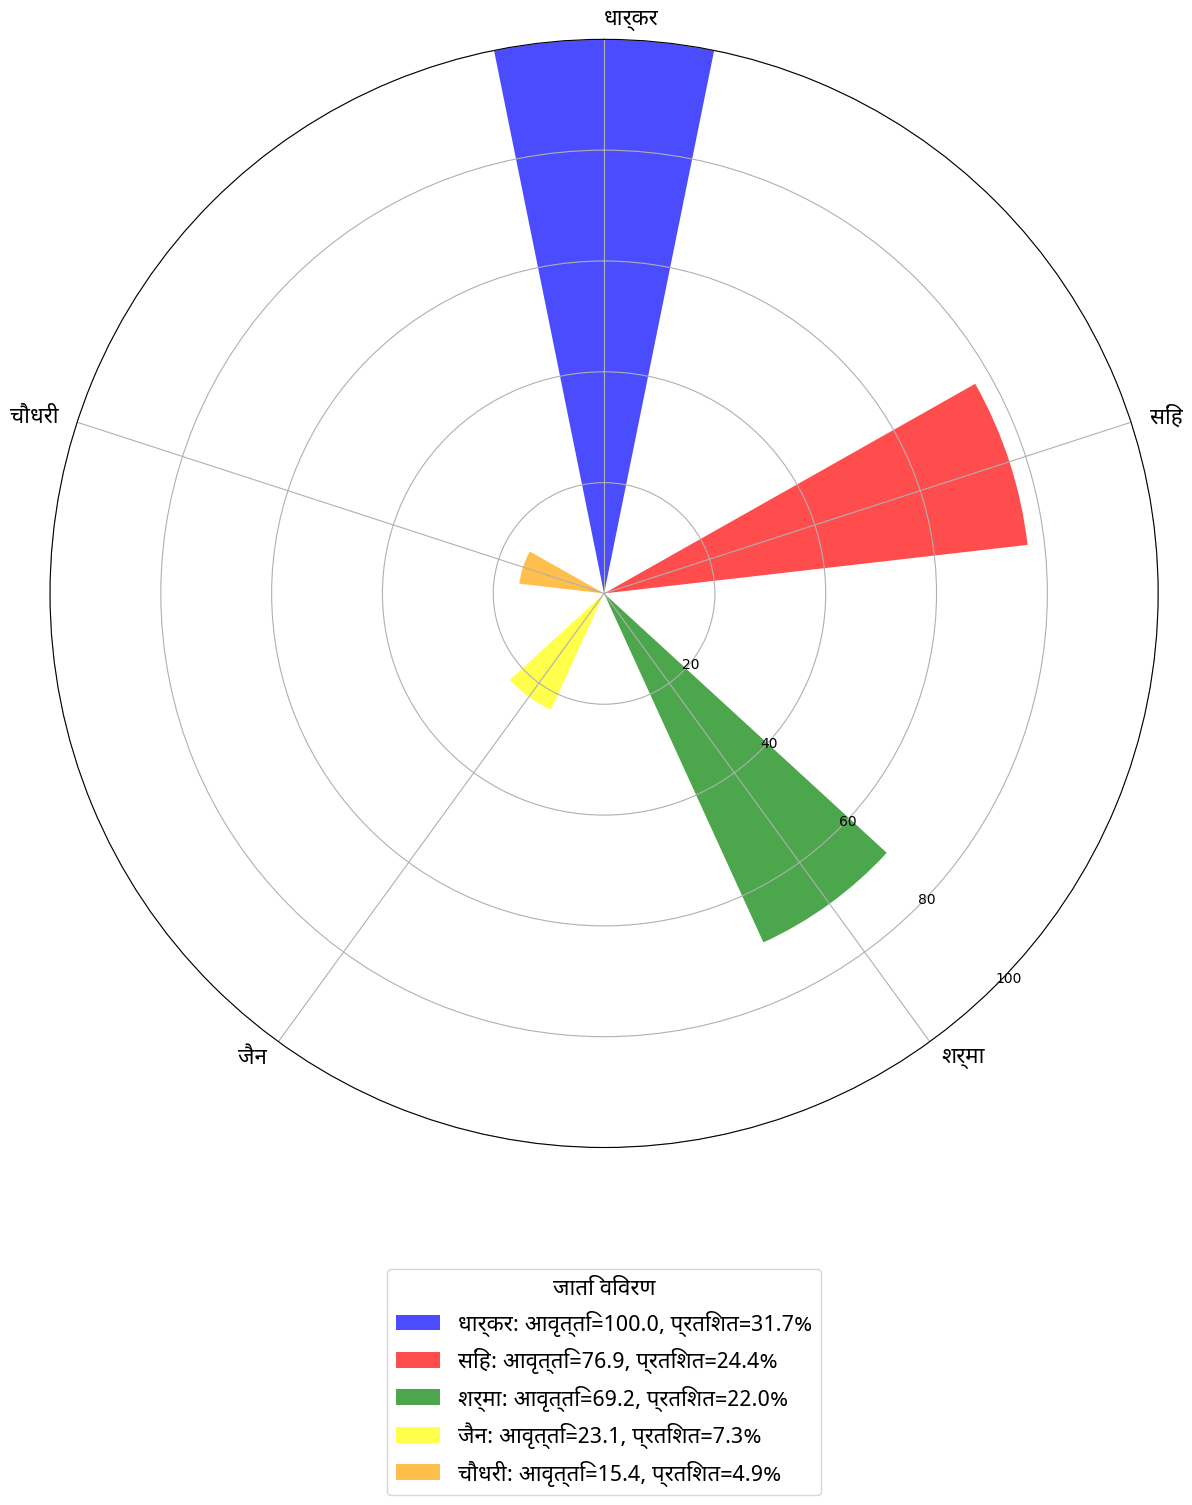 धार्कर
चौधरी
सिंह
20
40
60
80
100
जैन
शर्मा
जाति विवरण
धार्कर: आवृत्ति=100.0, प्रतिशत=31.7%
सिंह: आवृत्ति=76.9, प्रतिशत=24.4%
शर्मा: आवृत्ति=69.2, प्रतिशत=22.0%
जैन: आवृत्ति=23.1, प्रतिशत=7.3%
चौधरी: आवृत्ति=15.4, प्रतिशत=4.9%